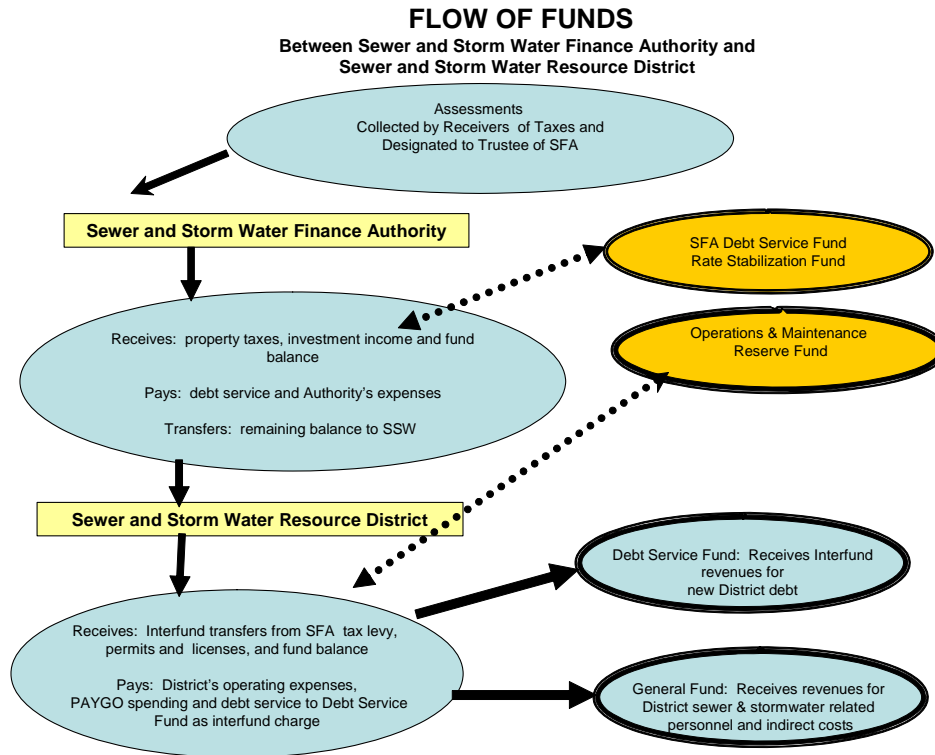 FLOW OF FUNDS
Between Sewer and Storm Water Finance Authority and
Sewer and Storm Water Resource District
Assessments
Collected by Receivers of Taxes and
Designated to Trustee of SFA
Sewer and Storm Water Finance Authority
SFA Debt Service Fund
Rate Stabilization Fund
Receives: property taxes, investment income and fund
balance
Pays: debt service and Authority's expenses
Transfers: remaining balance to SSW
Operations & Maintenance
Reserve Fund
Sewer and Storm Water Resource District
Debt Service Fund: Receives Interfund
revenues for
new District debt
Receives: Interfund transfers from SFA tax levy,
permits and licenses, and fund balance
Pays: District's operating expenses,
PAYGO spending and debt service to Debt Service
Fund as interfund charge
General Fund: Receives revenues for
District sewer & stormwater related
personnel and indirect costs